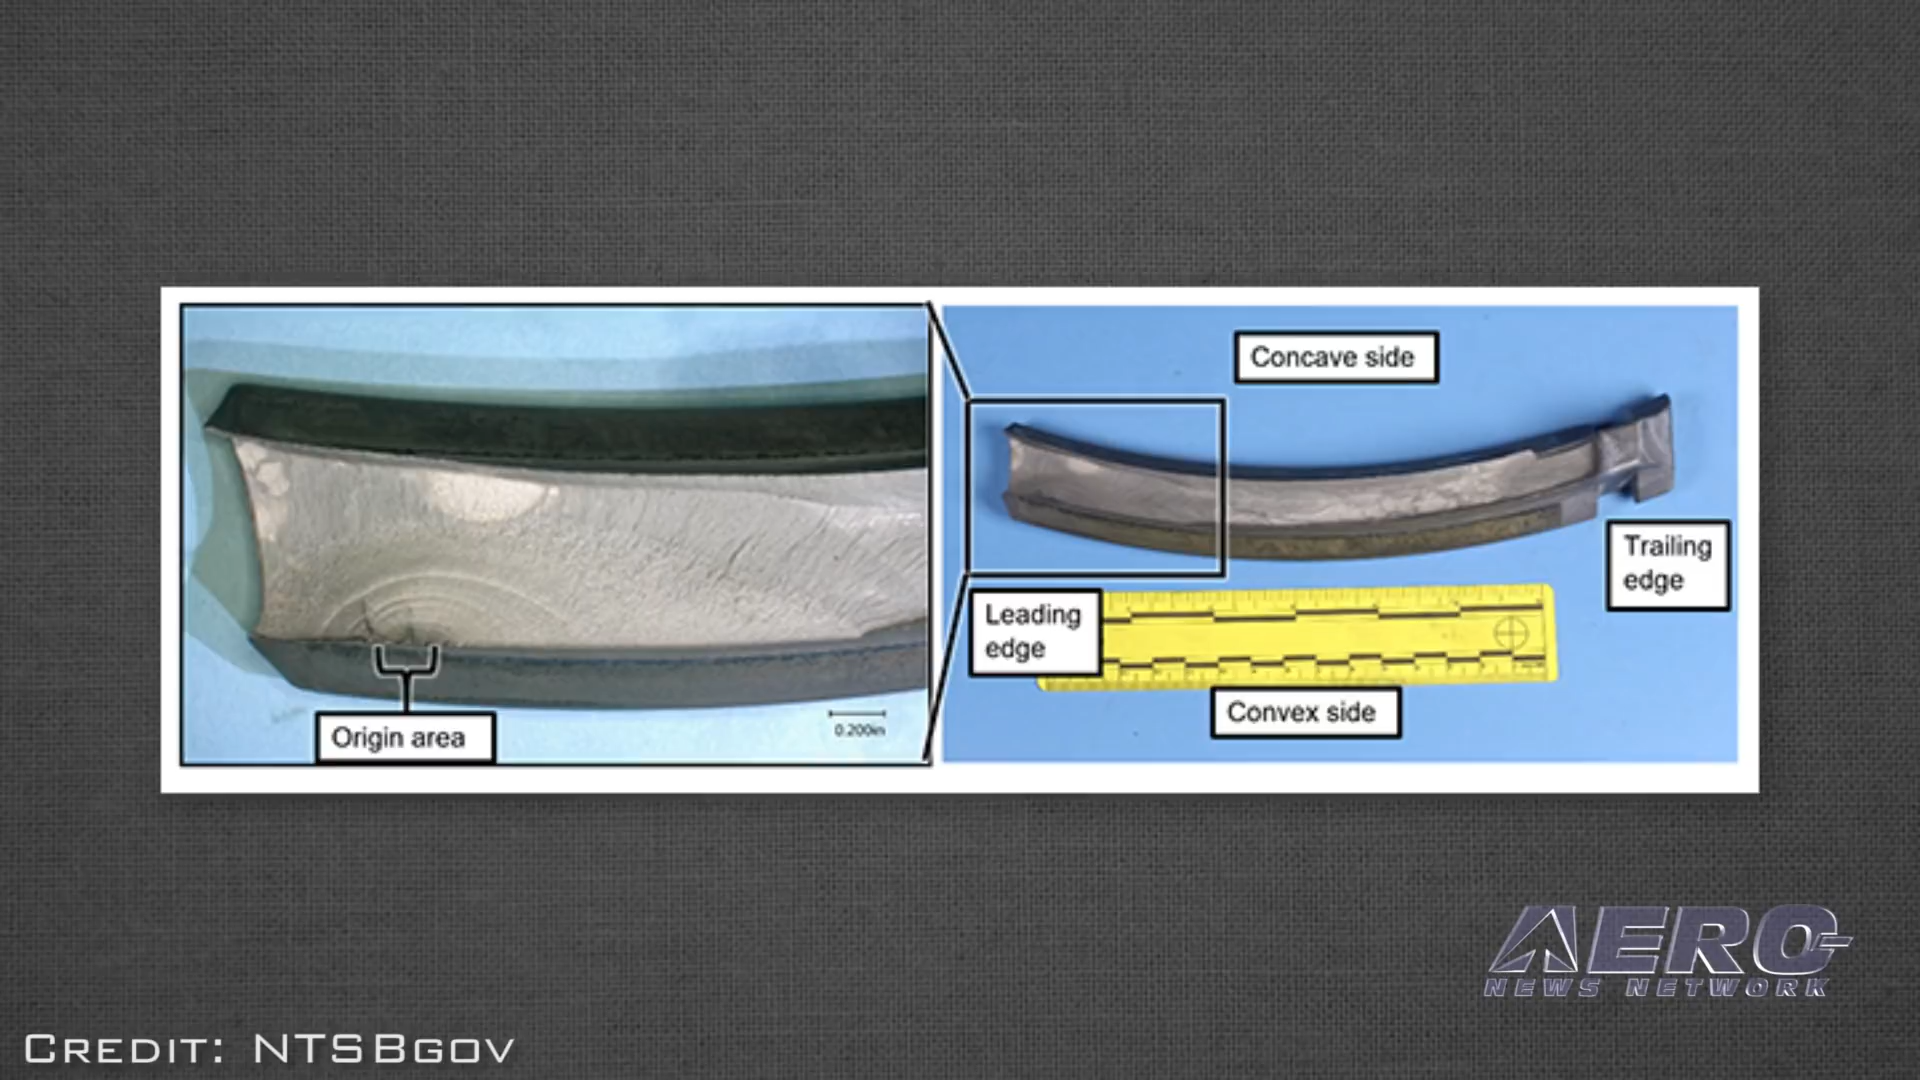 Concave side
Trailing
edge
Leading
edge
Convex side
Origin area
0.200in
AERO
NEWS NETWORK
CREDIT: NTSBGOV